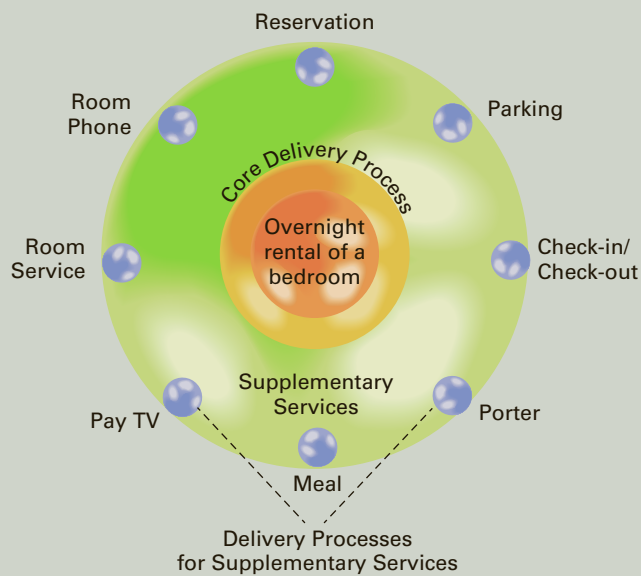 Reservation
Room
Phone
Parking
Core Delivery Process
Overnight
rental of a
bedroom
Room
Service
Check-in/
Check-out
Supplementary
Services
Pay TV
Porter
Meal
Delivery Processes
for Supplementary Services